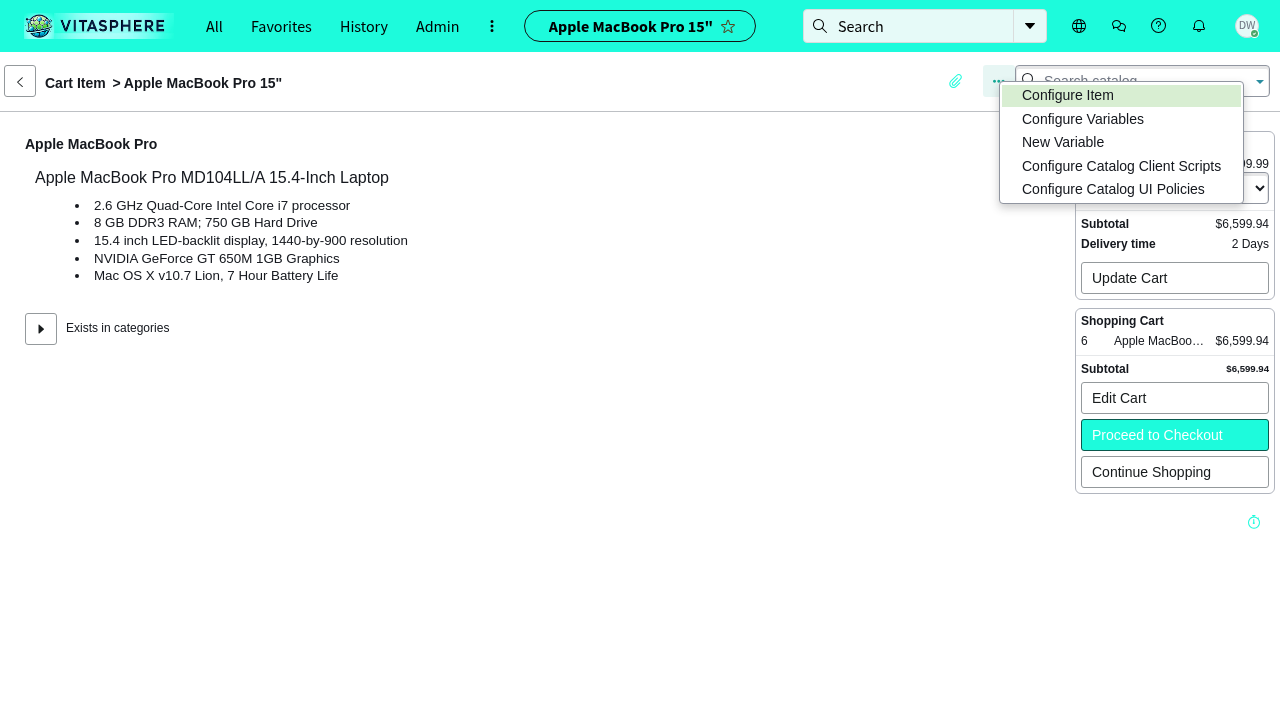 VITASPHERE
All
Favorites
History
Admin
Apple MacBook Pro 15"
Search
DW
Cart Item > Apple MacBook Pro 15"
Search catalog
Configure Item
Configure Variables
New Variable
Configure Catalog Client Scripts
Configure Catalog UI Policies
Apple MacBook Pro
Apple MacBook Pro MD104LL/A 15.4-Inch Laptop
2.6 GHz Quad-Core Intel Core i7 processor
8 GB DDR3 RAM; 750 GB Hard Drive
15.4 inch LED-backlit display, 1440-by-900 resolution
NVIDIA GeForce GT 650M 1GB Graphics
Mac OS X v10.7 Lion, 7 Hour Battery Life
Exists in categories
Subtotal $6,599.94
Delivery time 2 Days
Update Cart
Shopping Cart
6 Apple MacBoo… $6,599.94
Subtotal $6,599.94
Edit Cart
Proceed to Checkout
Continue Shopping